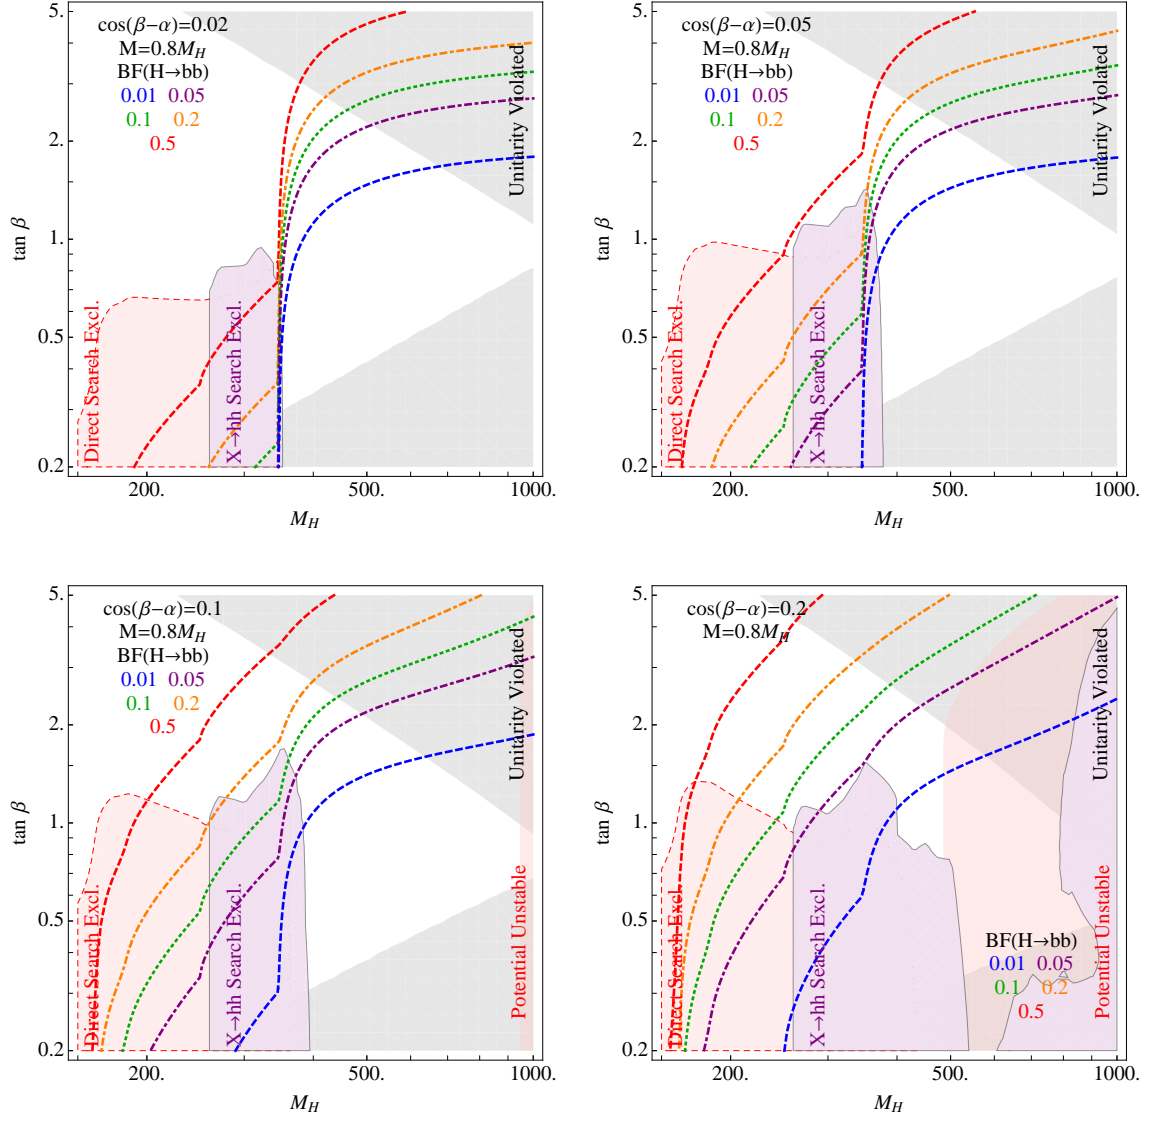 cos(β-α)=0.02
M=0.8M_H
BF(H→bb)
0.01 0.05
0.1 0.2
0.5
Unitarity Violated
Direct Search Excl.
X→hh Search Excl.
tan β
5.
2.
1.
0.5
0.2
200. 500. 1000.
M_H
cos(β-α)=0.05
M=0.8M_H
BF(H→bb)
0.01 0.05
0.1 0.2
0.5
Unitarity Violated
Direct Search Excl.
X→hh Search Excl.
tan β
5.
2.
1.
0.5
0.2
200. 500. 1000.
M_H
cos(β-α)=0.1
M=0.8M_H
BF(H→bb)
0.01 0.05
0.1 0.2
0.5
Unitarity Violated
Direct Search Excl.
X→hh Search Excl.
Potential Unstable
tan β
5.
2.
1.
0.5
0.2
200. 500. 1000.
M_H
cos(β-α)=0.2
M=0.8M_H
Unitarity Violated
Direct Search Excl.
X→hh Search Excl.
BF(H→bb)
0.01 0.05
0.1 0.2
0.5
Potential Unstable
tan β
5.
2.
1.
0.5
0.2
200. 500. 1000.
M_H